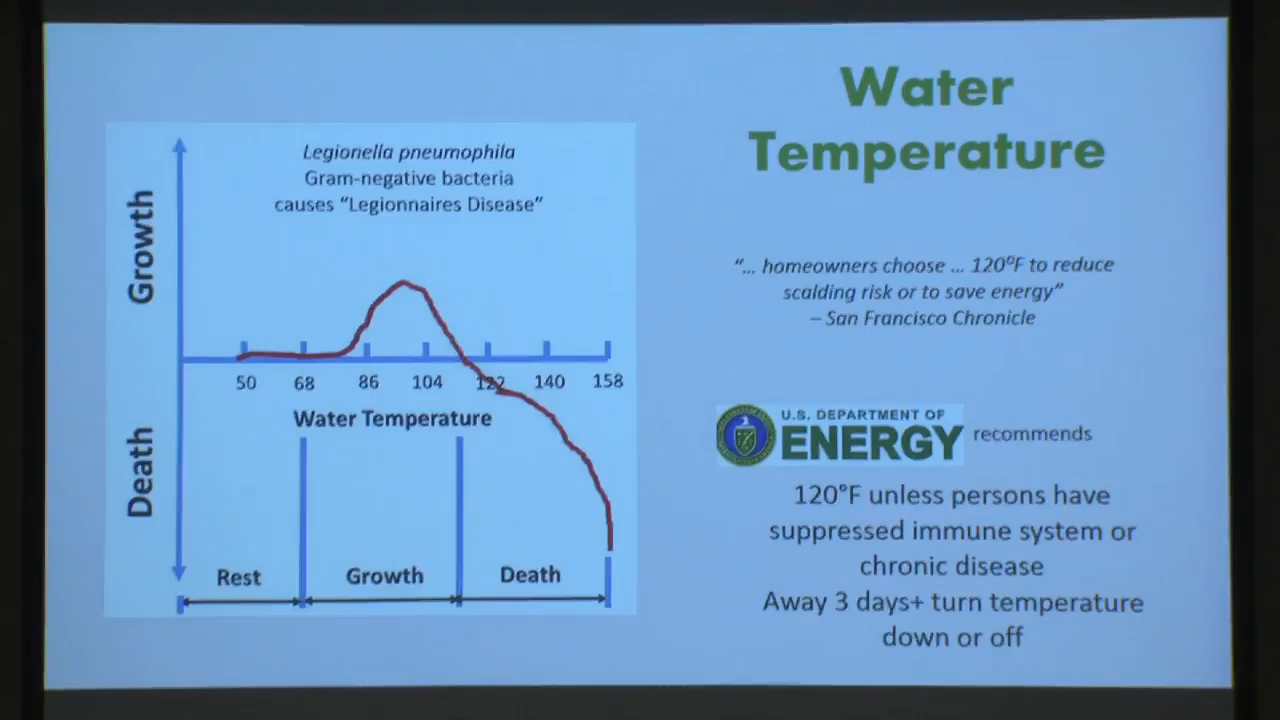 Water
Temperature
Legionella pneumophila
Gram-negative bacteria
causes “Legionnaires Disease”
Growth
Death
50 68 86 104 122 140 158
Water Temperature
Rest Growth Death
“... homeowners choose ... 120⁰F to reduce
scalding risk or to save energy”
– San Francisco Chronicle
U.S. DEPARTMENT OF
ENERGY recommends
120°F unless persons have
suppressed immune system or
chronic disease
Away 3 days+ turn temperature
down or off